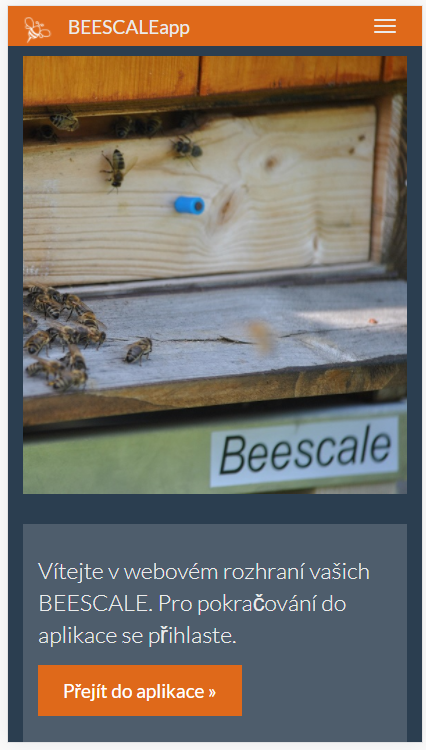 BEESCALEapp
Beescale
Vítejte v webovém rozhraní vašich
BEESCALE. Pro pokračování do
aplikace se přihlaste.
Přejít do aplikace »